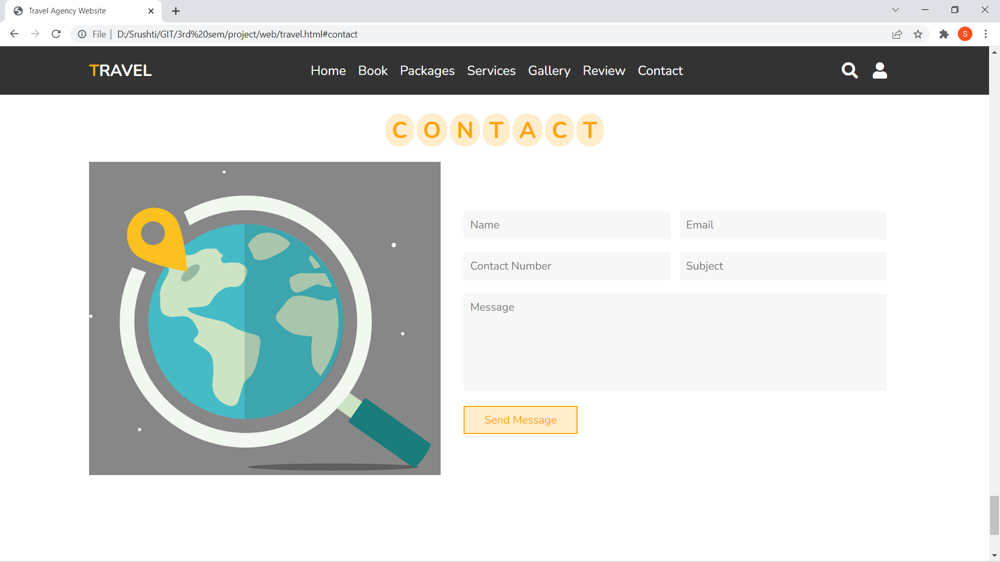 Travel Agency Website
File | D:/Srushti/GIT/3rd%20sem/project/web/travel.html#contact
S
TRAVEL
Home Book Packages Services Gallery Review Contact
CONTACT
Name
Email
Contact Number
Subject
Message
Send Message